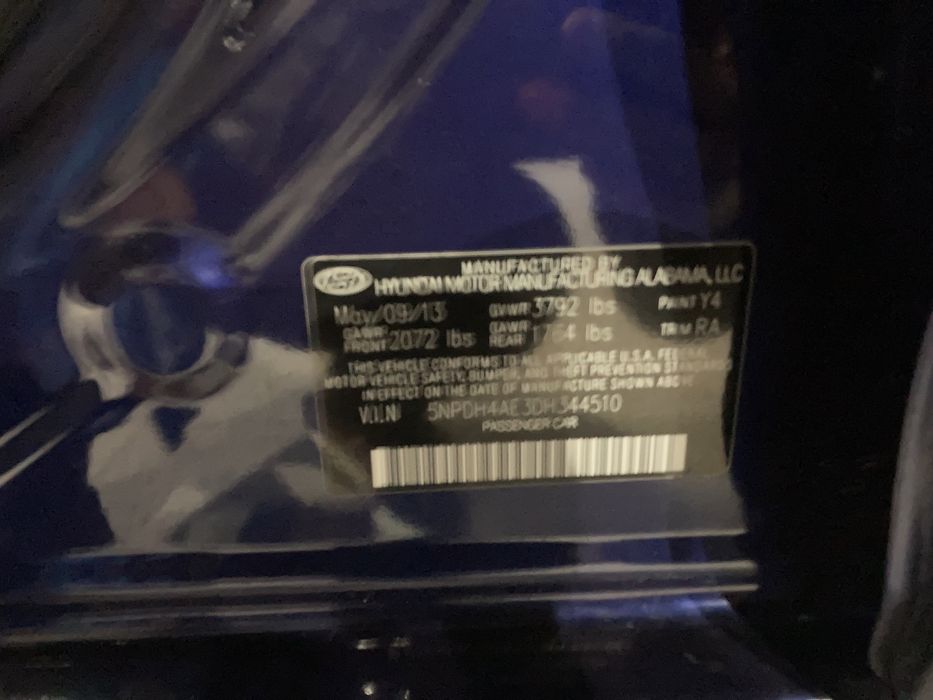 MANUFACTURED BY
HYUNDAI MOTOR MANUFACTURING ALABAMA, LLC
May/09/13 GVWR 3792 lbs PAINT Y4
GAWR FRONT 2072 lbs GAWR REAR 1764 lbs TRIM RA
THIS VEHICLE CONFORMS TO ALL APPLICABLE U.S.A. FEDERAL
MOTOR VEHICLE SAFETY, BUMPER, AND THEFT PREVENTION STANDARDS
IN EFFECT ON THE DATE OF MANUFACTURE SHOWN ABOVE
V.I.N 5NPDH4AE3DH344510
PASSENGER CAR